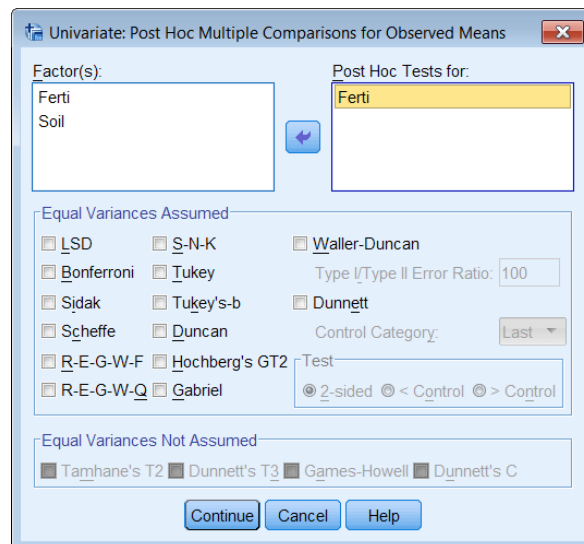 Univariate: Post Hoc Multiple Comparisons for Observed Means
Factor(s):
Ferti
Soil
Post Hoc Tests for:
Ferti
Equal Variances Assumed
LSD S-N-K Waller-Duncan
Bonferroni Tukey Type I/Type II Error Ratio: 100
Sidak Tukey's-b Dunnett
Scheffe Duncan Control Category: Last
R-E-G-W-F Hochberg's GT2 Test
R-E-G-W-Q Gabriel 2-sided < Control > Control
Equal Variances Not Assumed
Tamhane's T2 Dunnett's T3 Games-Howell Dunnett's C
Continue Cancel Help